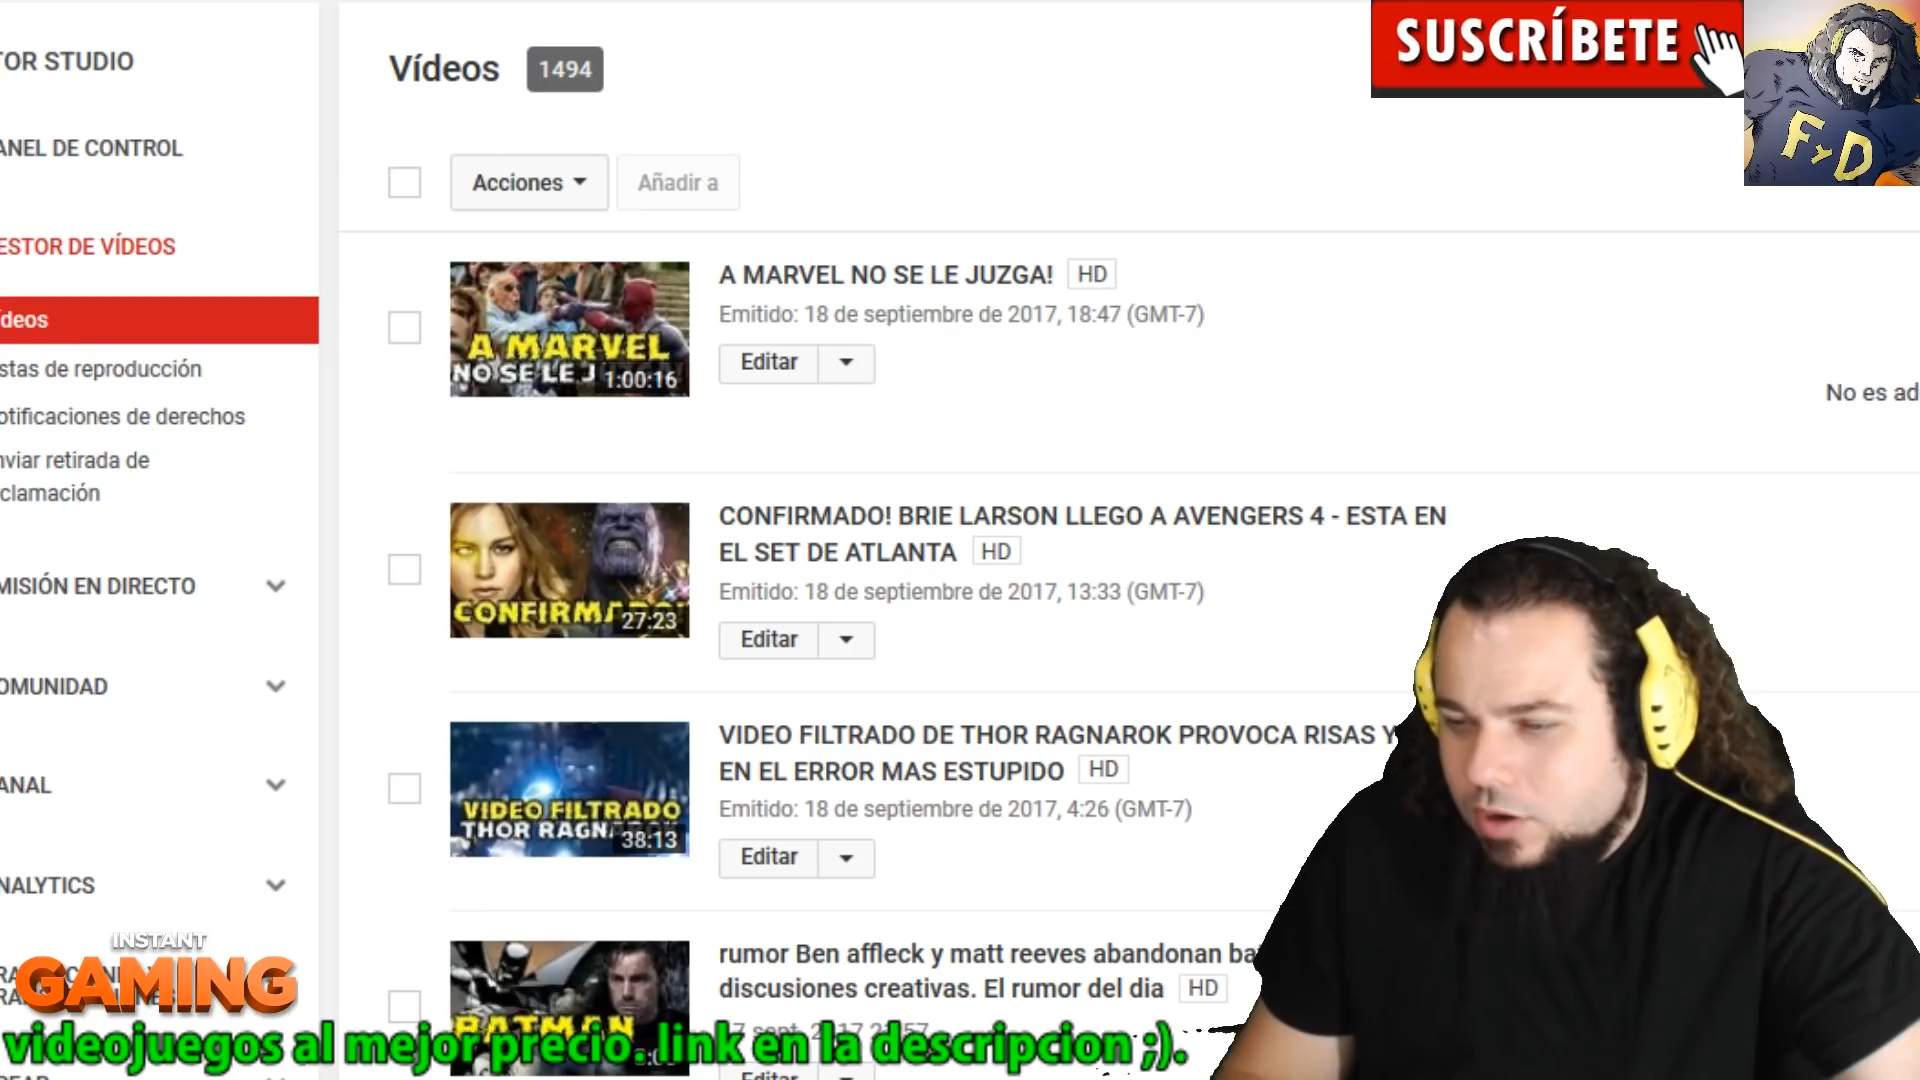 TOR STUDIO
ANEL DE CONTROL
ESTOR DE VÍDEOS
ídeos
stas de reproducción
otificaciones de derechos
nviar retirada de
clamación
MISIÓN EN DIRECTO
OMUNIDAD
ANAL
NALYTICS
INSTANT
GAMING
Vídeos 1494
Acciones
Añadir a
A MARVEL
NO SE LE J
1:00:16
A MARVEL NO SE LE JUZGA! HD
Emitido: 18 de septiembre de 2017, 18:47 (GMT-7)
Editar
No es ad
CONFIRMADO!
27:23
CONFIRMADO! BRIE LARSON LLEGO A AVENGERS 4 - ESTA EN
EL SET DE ATLANTA HD
Emitido: 18 de septiembre de 2017, 13:33 (GMT-7)
Editar
VIDEO FILTRADO
THOR RAGN
38:13
VIDEO FILTRADO DE THOR RAGNAROK PROVOCA RISAS Y
EN EL ERROR MAS ESTUPIDO HD
Emitido: 18 de septiembre de 2017, 4:26 (GMT-7)
Editar
BATMAN
rumor Ben affleck y matt reeves abandonan ba
discusiones creativas. El rumor del dia HD
Editar
videojuegos al mejor precio. link en la descripcion ;).
SUSCRÍBETE
F y D